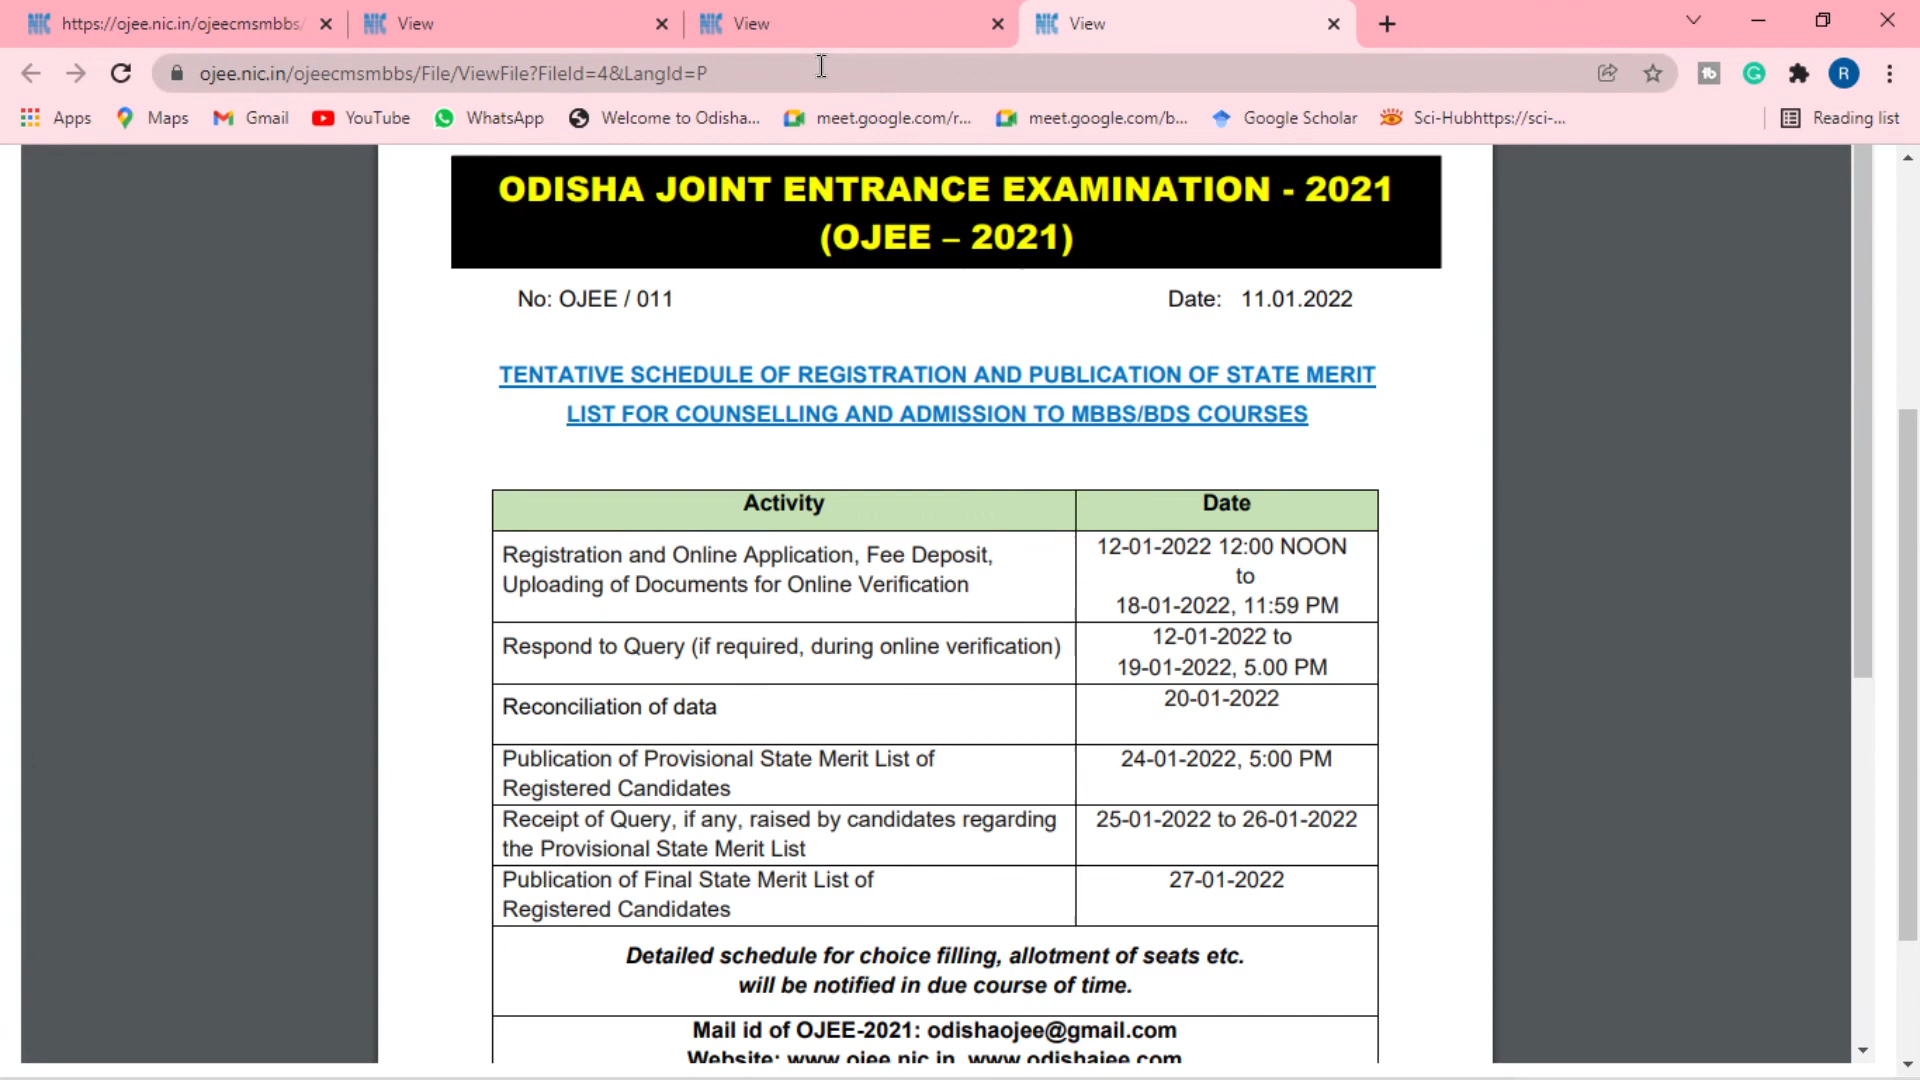 https://ojee.nic.in/ojeecmsmbbs/
View
View
View
ojee.nic.in/ojeecmsmbbs/File/ViewFile?FileId=4&LangId=P
R
Apps
Maps
Gmail
YouTube
WhatsApp
Welcome to Odisha...
meet.google.com/r...
meet.google.com/b...
Google Scholar
Sci-Hubhttps://sci-...
Reading list
ODISHA JOINT ENTRANCE EXAMINATION - 2021
(OJEE – 2021)
No: OJEE / 011 Date: 11.01.2022
TENTATIVE SCHEDULE OF REGISTRATION AND PUBLICATION OF STATE MERIT
LIST FOR COUNSELLING AND ADMISSION TO MBBS/BDS COURSES
Activity Date
Registration and Online Application, Fee Deposit,
Uploading of Documents for Online Verification
12-01-2022 12:00 NOON
to
18-01-2022, 11:59 PM
Respond to Query (if required, during online verification)
12-01-2022 to
19-01-2022, 5.00 PM
Reconciliation of data
20-01-2022
Publication of Provisional State Merit List of
Registered Candidates
24-01-2022, 5:00 PM
Receipt of Query, if any, raised by candidates regarding
the Provisional State Merit List
25-01-2022 to 26-01-2022
Publication of Final State Merit List of
Registered Candidates
27-01-2022
Detailed schedule for choice filling, allotment of seats etc.
will be notified in due course of time.
Mail id of OJEE-2021: odishaojee@gmail.com
Website: www.ojee.nic.in, www.odishajee.com